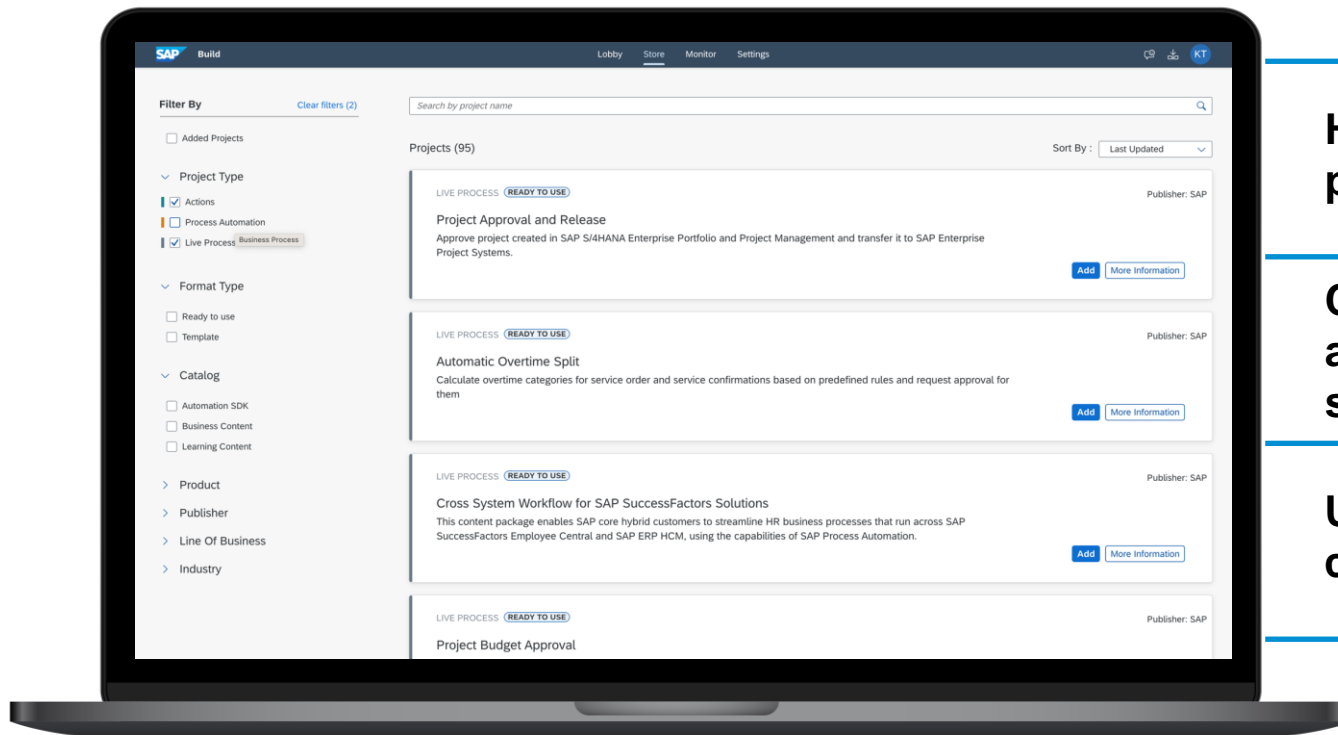 SAP Build Lobby Store Monitor Settings KT
Filter By Clear filters (2)
Search by project name
Added Projects
Projects (95)
Sort By : Last Updated
Project Type
Actions
Process Automation
Live Process
Business Process
Format Type
Ready to use
Template
Catalog
Automation SDK
Business Content
Learning Content
Product
Publisher
Line Of Business
Industry
LIVE PROCESS READY TO USE
Publisher: SAP
Project Approval and Release
Approve project created in SAP S/4HANA Enterprise Portfolio and Project Management and transfer it to SAP Enterprise
Project Systems.
Add More Information
LIVE PROCESS READY TO USE
Publisher: SAP
Automatic Overtime Split
Calculate overtime categories for service order and service confirmations based on predefined rules and request approval for
them
Add More Information
LIVE PROCESS READY TO USE
Publisher: SAP
Cross System Workflow for SAP SuccessFactors Solutions
This content package enables SAP core hybrid customers to streamline HR business processes that run across SAP
SuccessFactors Employee Central and SAP ERP HCM, using the capabilities of SAP Process Automation.
Add More Information
LIVE PROCESS READY TO USE
Publisher: SAP
Project Budget Approval